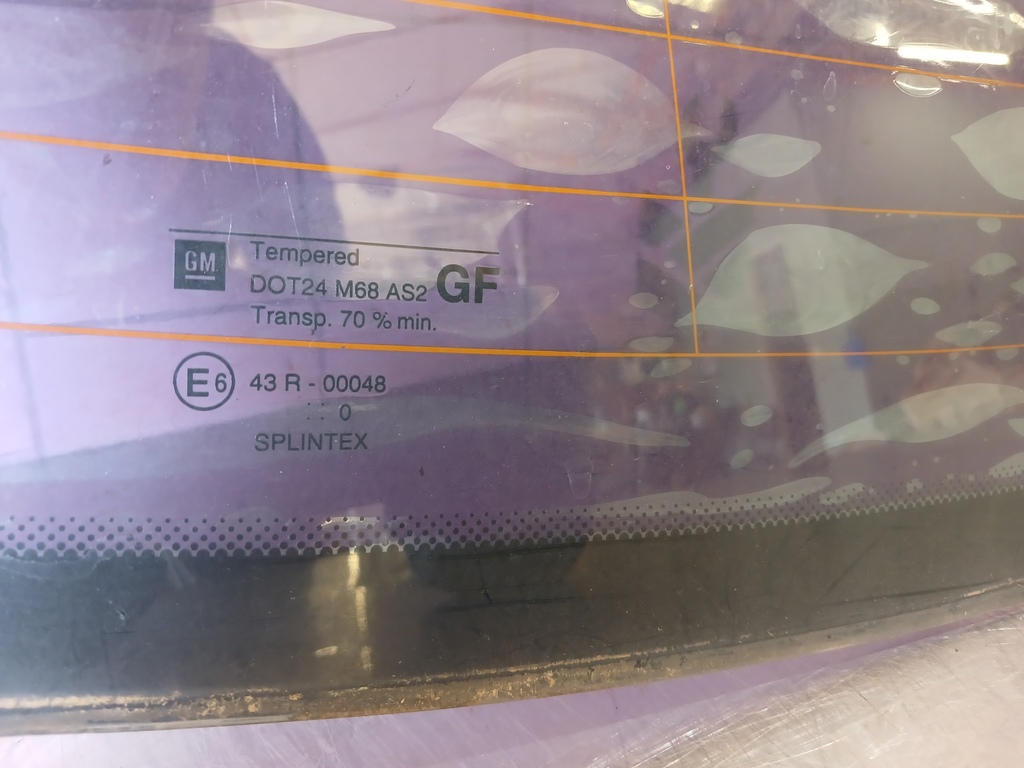 GM
Tempered
DOT24 M68 AS2 GF
Transp. 70 % min.
E6 43 R - 00048
: : 0
SPLINTEX